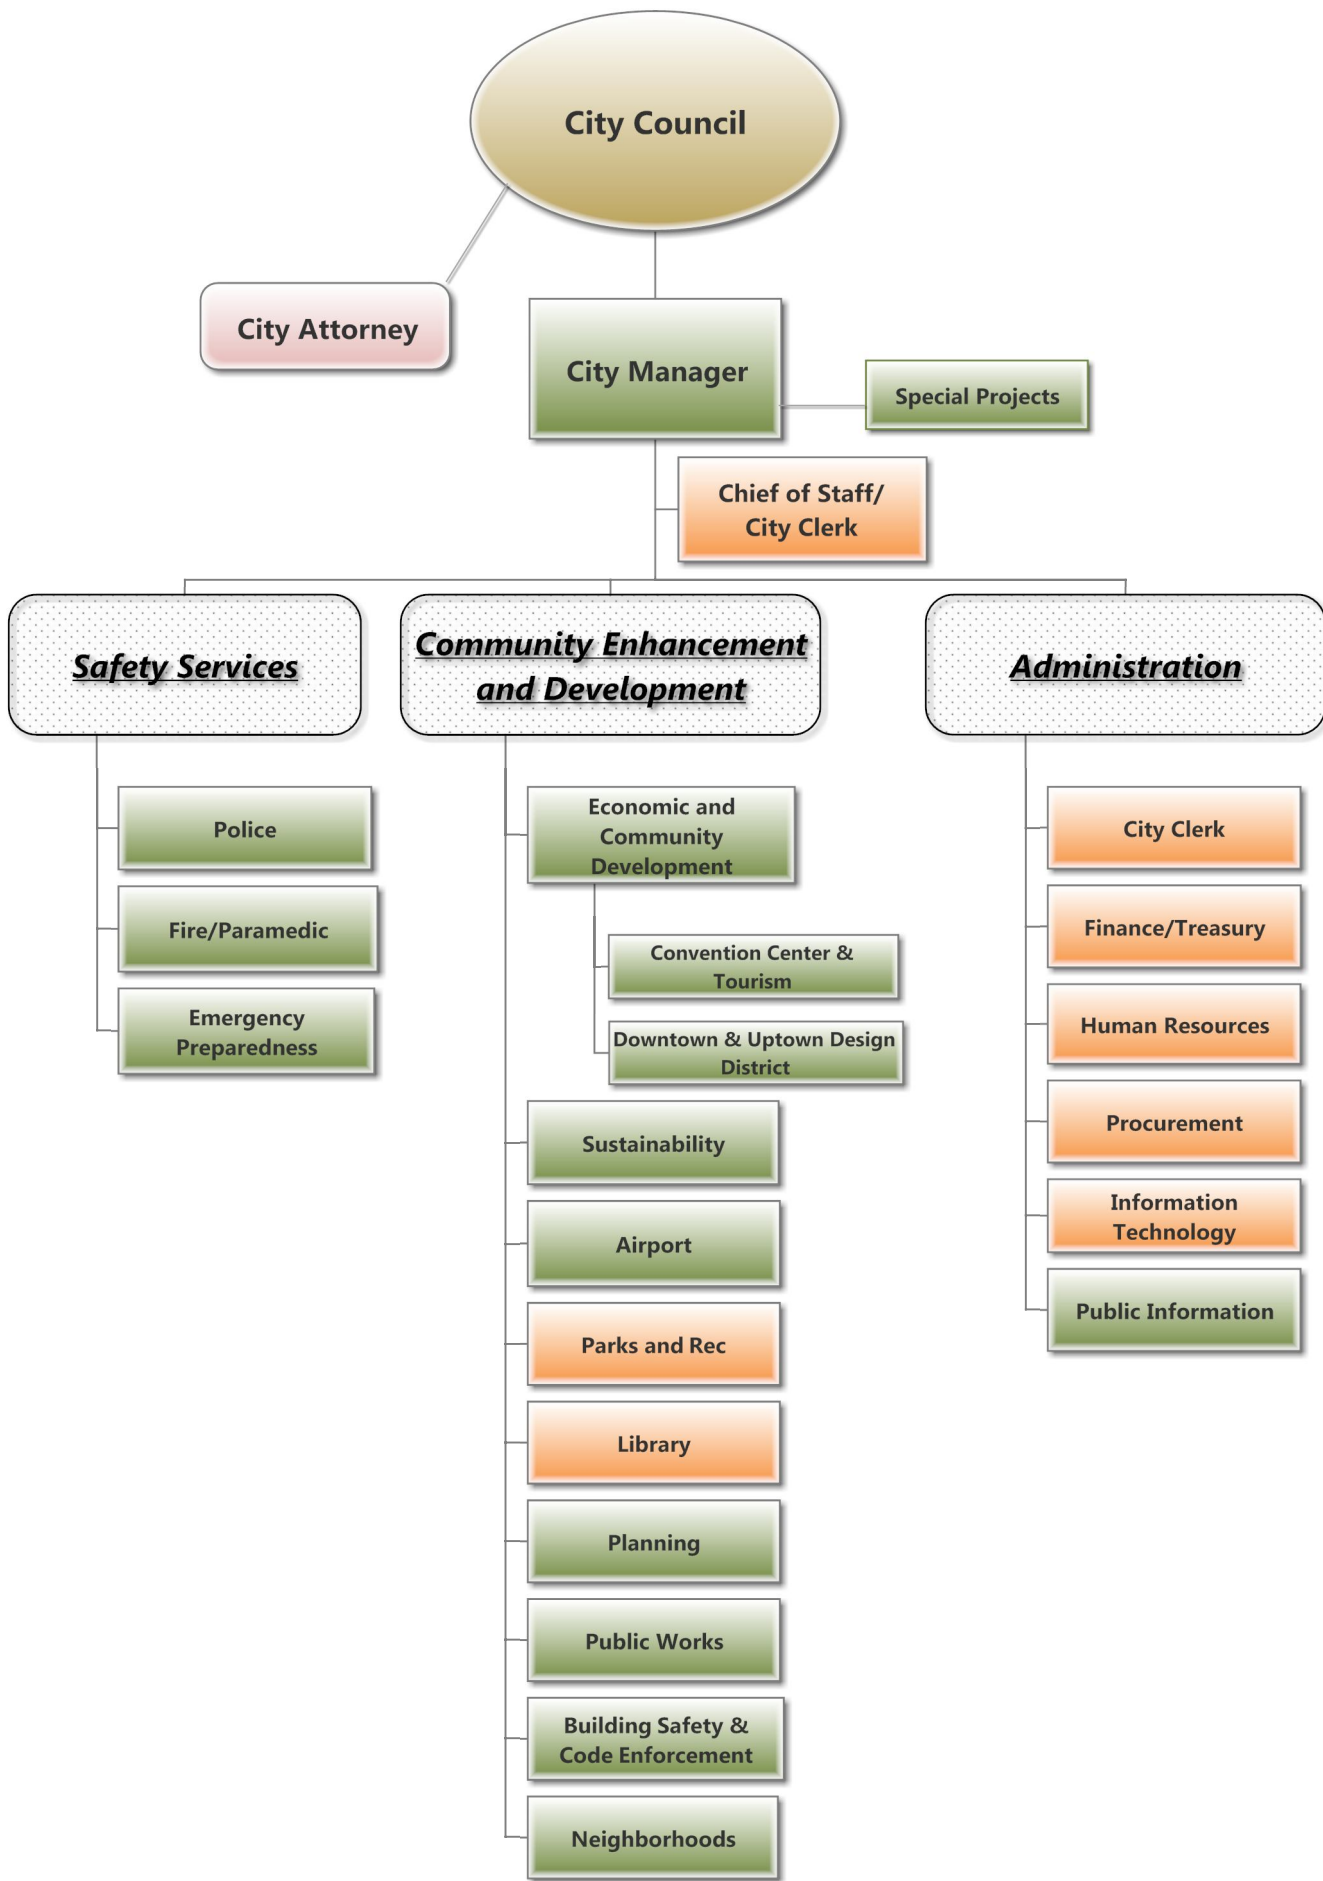 City Council
City Attorney
City Manager
Special Projects
Chief of Staff/
City Clerk
Safety Services
Community Enhancement
and Development
Administration
Police
Fire/Paramedic
Emergency
Preparedness
Economic and
Community
Development
Convention Center &
Tourism
Downtown & Uptown Design
District
Sustainability
Airport
Parks and Rec
Library
Planning
Public Works
Building Safety &
Code Enforcement
Neighborhoods
City Clerk
Finance/Treasury
Human Resources
Procurement
Information
Technology
Public Information